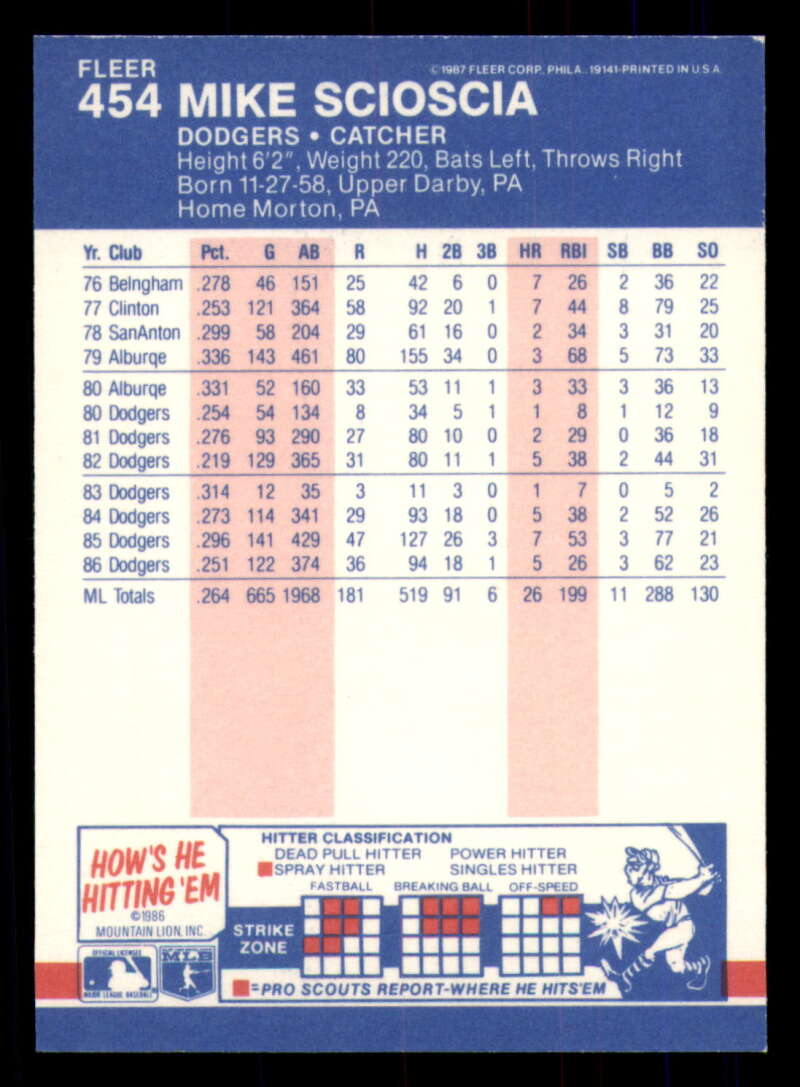 FLEER
©1987 FLEER CORP. PHILA., 19141-PRINTED IN U.S.A.
454 MIKE SCIOSCIA
DODGERS • CATCHER
Height 6'2", Weight 220, Bats Left, Throws Right
Born 11-27-58, Upper Darby, PA
Home Morton, PA
Yr. Club Pct. G AB R H 2B 3B HR RBI SB BB SO
76 Belngham .278 46 151 25 42 6 0 7 26 2 36 22
77 Clinton .253 121 364 58 92 20 1 7 44 8 79 25
78 SanAnton .299 58 204 29 61 16 0 2 34 3 31 20
79 Alburqe .336 143 461 80 155 34 0 3 68 5 73 33
80 Alburqe .331 52 160 33 53 11 1 3 33 3 36 13
80 Dodgers .254 54 134 8 34 5 1 1 8 1 12 9
81 Dodgers .276 93 290 27 80 10 0 2 29 0 36 18
82 Dodgers .219 129 365 31 80 11 1 5 38 2 44 31
83 Dodgers .314 12 35 3 11 3 0 1 7 0 5 2
84 Dodgers .273 114 341 29 93 18 0 5 38 2 52 26
85 Dodgers .296 141 429 47 127 26 3 7 53 3 77 21
86 Dodgers .251 122 374 36 94 18 1 5 26 3 62 23
ML Totals .264 665 1968 181 519 91 6 26 199 11 288 130
HOW'S HE
HITTING 'EM
©1986
MOUNTAIN LION, INC.
OFFICIAL LICENSEE
MAJOR LEAGUE BASEBALL
MLB
HITTER CLASSIFICATION
DEAD PULL HITTER POWER HITTER
SPRAY HITTER SINGLES HITTER
FASTBALL BREAKING BALL OFF-SPEED
STRIKE
ZONE
=PRO SCOUTS REPORT-WHERE HE HITS'EM